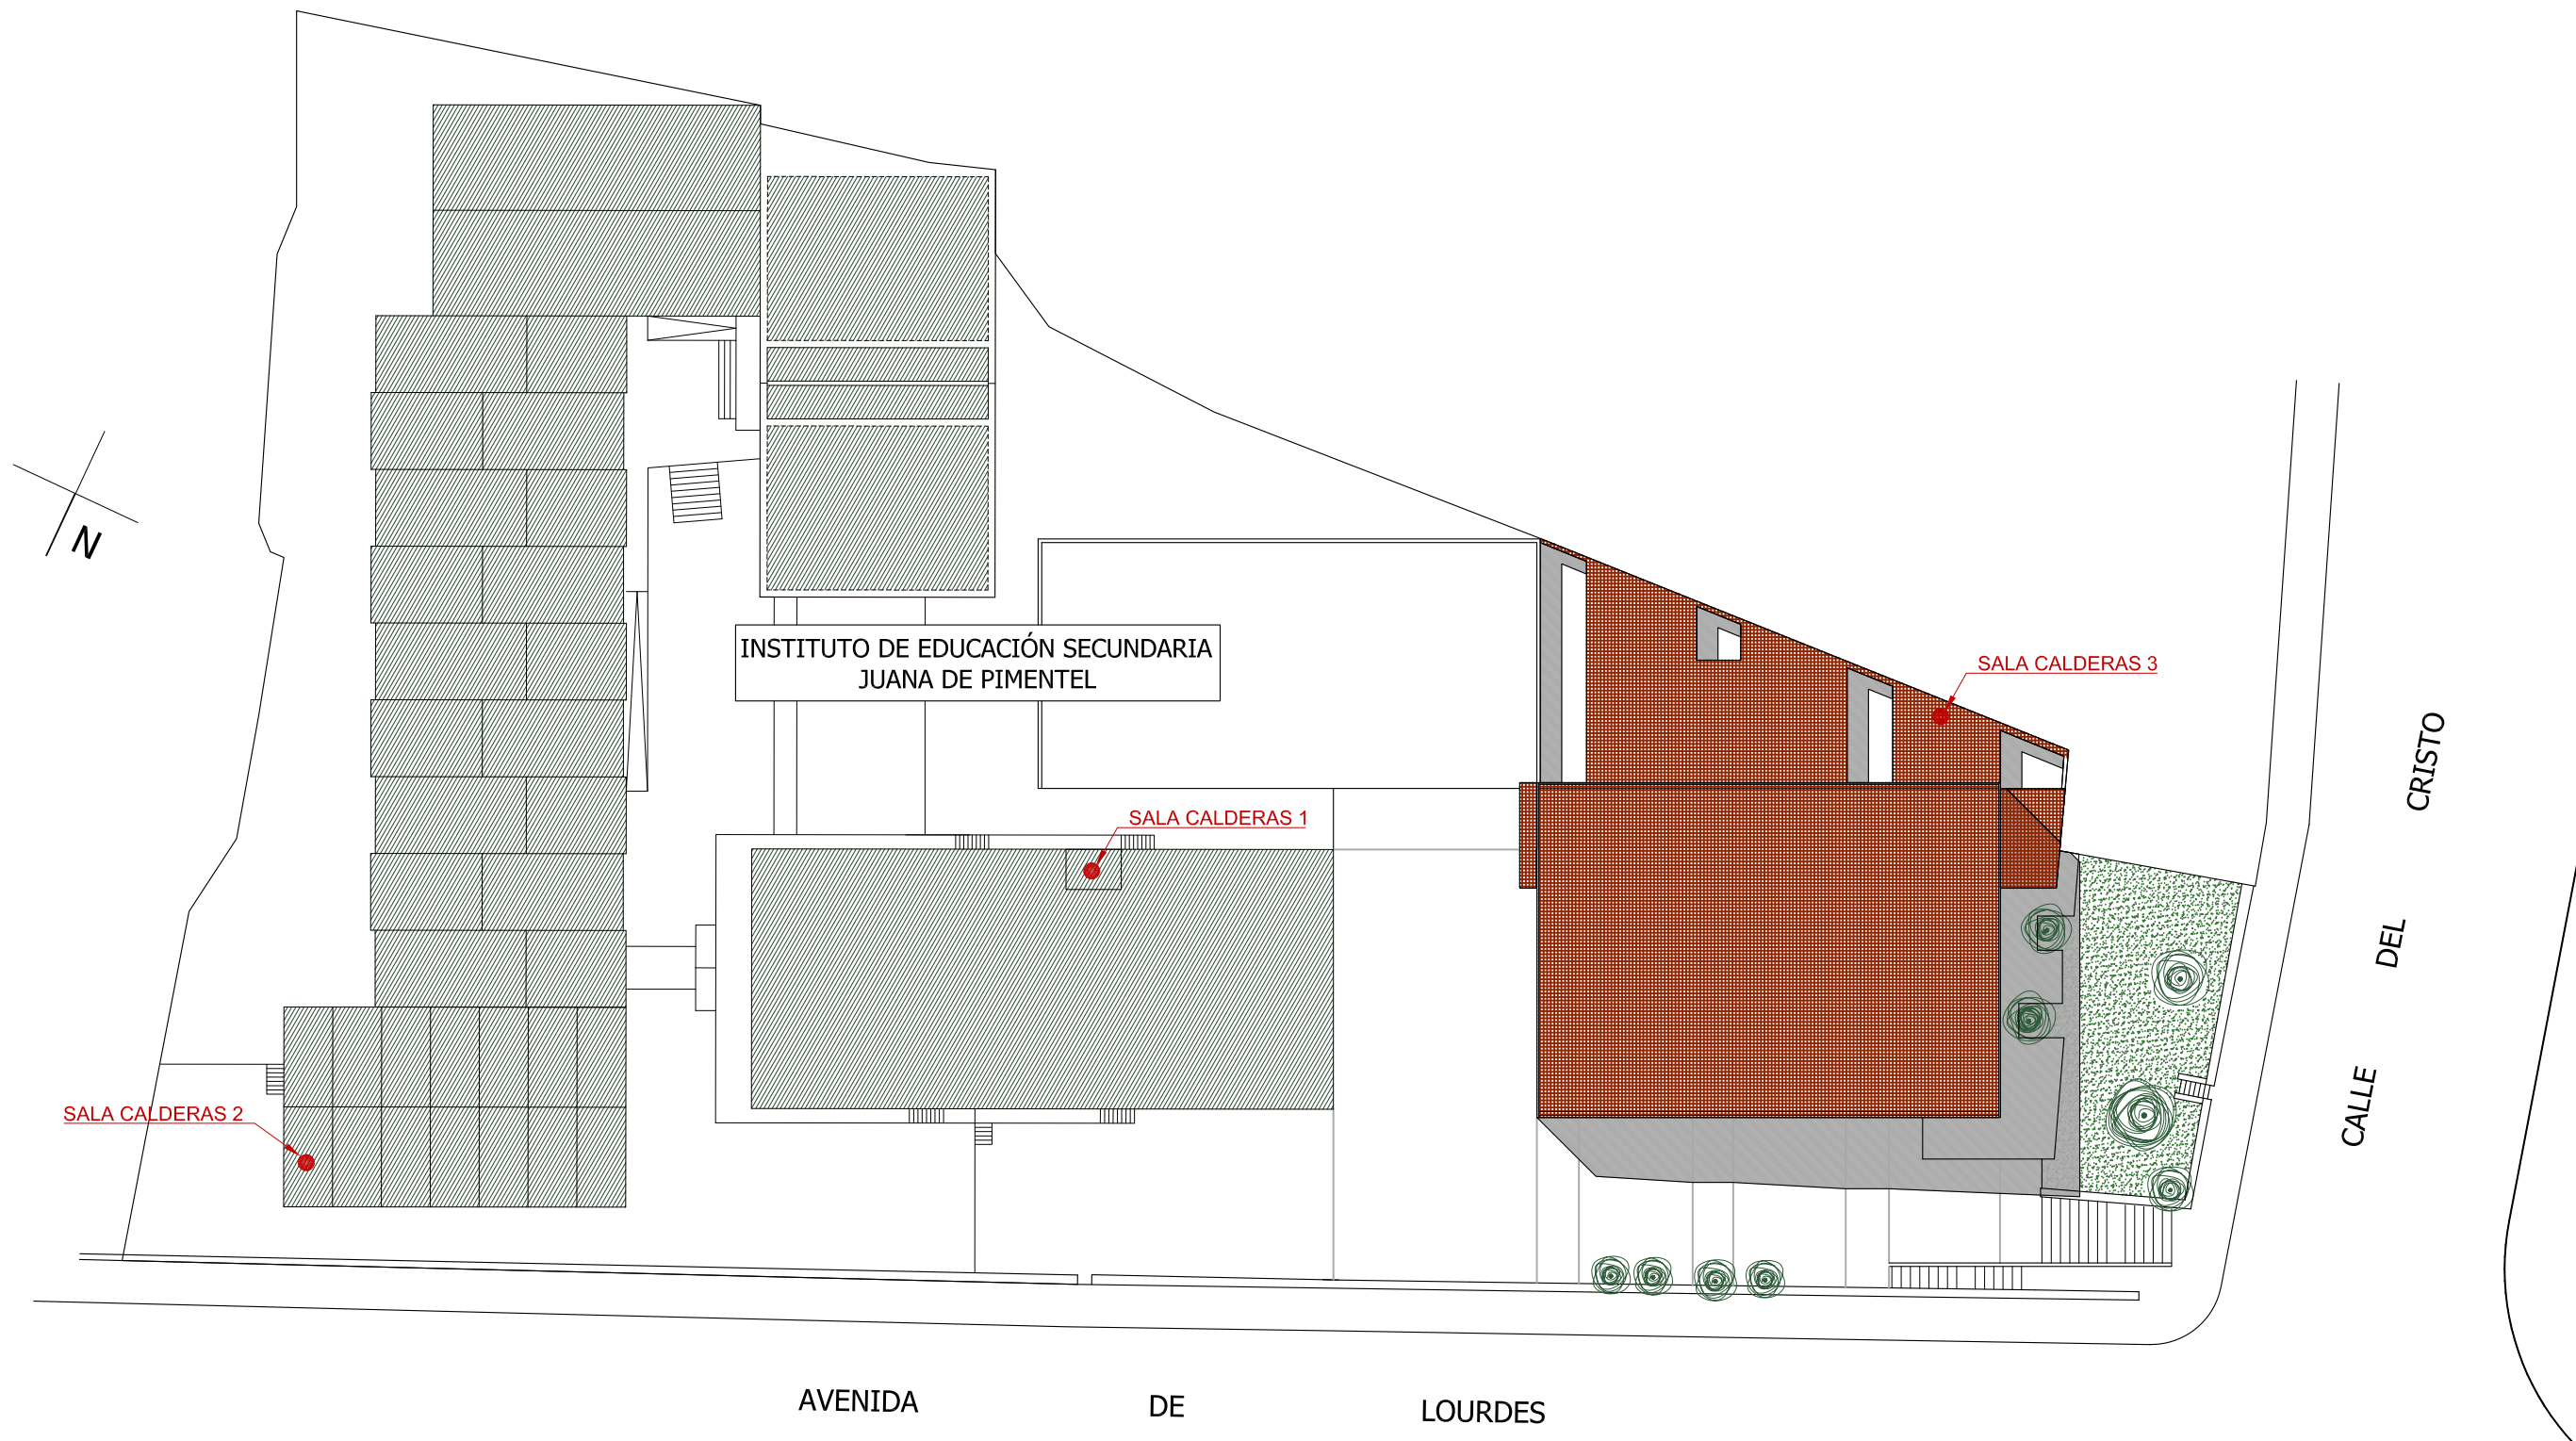 N
INSTITUTO DE EDUCACIÓN SECUNDARIA
JUANA DE PIMENTEL
SALA CALDERAS 3
SALA CALDERAS 1
SALA CALDERAS 2
CALLE DEL CRISTO
AVENIDA DE LOURDES